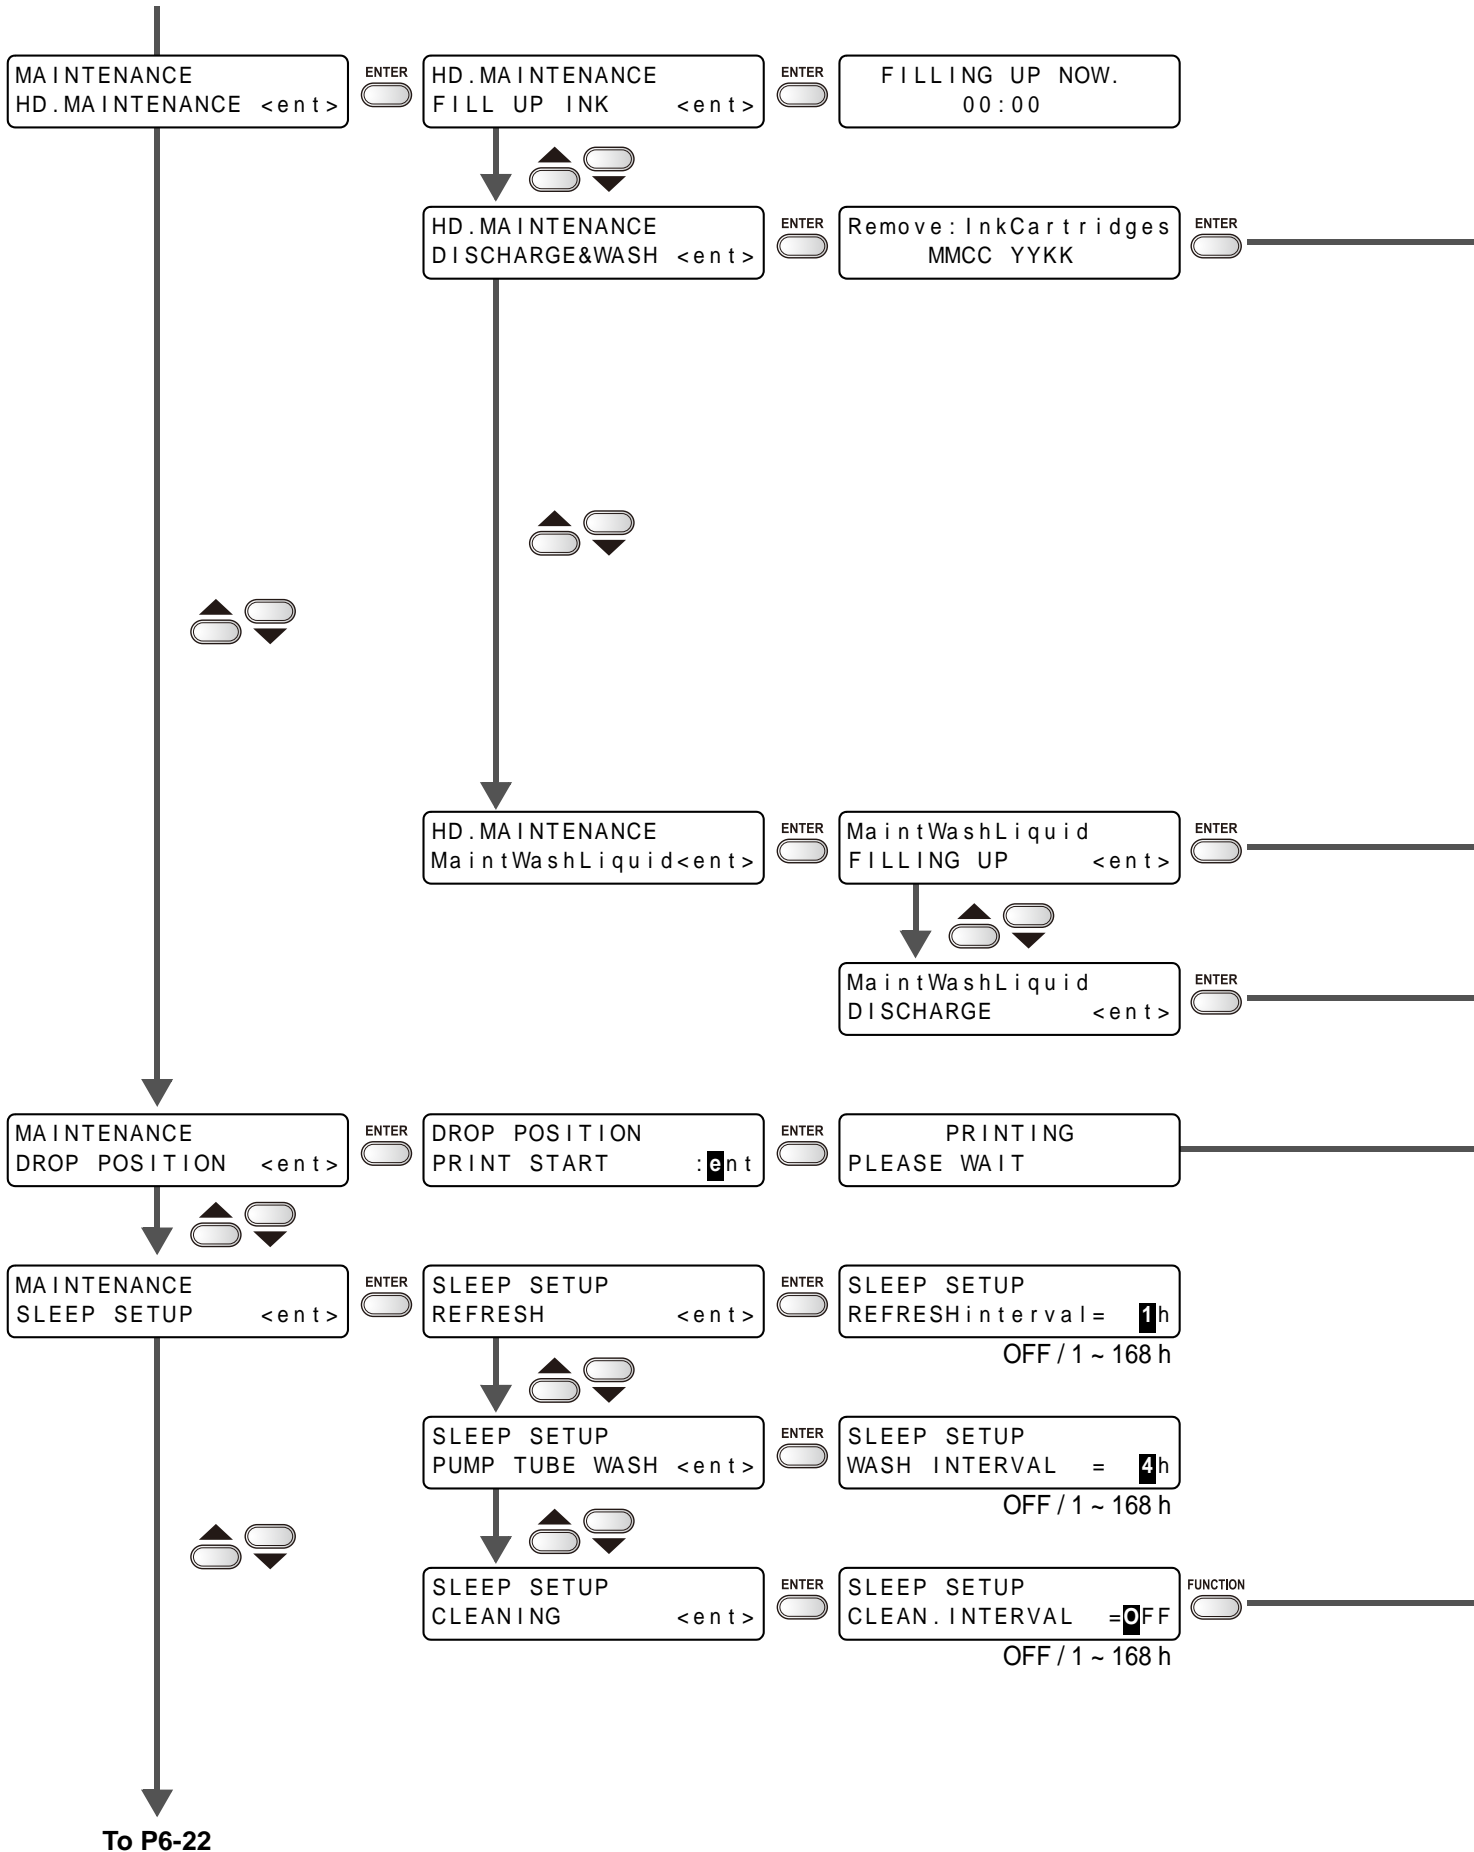 MAINTENANCE
HD.MAINTENANCE <ent>
ENTER
HD.MAINTENANCE
FILL UP INK <ent>
ENTER
FILLING UP NOW.
00:00
HD.MAINTENANCE
DISCHARGE&WASH <ent>
ENTER
Remove:InkCartridges
MMCC YYKK
ENTER
HD.MAINTENANCE
MaintWashLiquid<ent>
ENTER
MaintWashLiquid
FILLING UP <ent>
ENTER
MaintWashLiquid
DISCHARGE <ent>
ENTER
MAINTENANCE
DROP POSITION <ent>
ENTER
DROP POSITION
PRINT START :ent
ENTER
PRINTING
PLEASE WAIT
MAINTENANCE
SLEEP SETUP <ent>
ENTER
SLEEP SETUP
REFRESH <ent>
ENTER
SLEEP SETUP
REFRESHinterval= 1h
OFF / 1 ~ 168 h
SLEEP SETUP
PUMP TUBE WASH <ent>
ENTER
SLEEP SETUP
WASH INTERVAL = 4h
OFF / 1 ~ 168 h
SLEEP SETUP
CLEANING <ent>
ENTER
SLEEP SETUP
CLEAN.INTERVAL =OFF
FUNCTION
OFF / 1 ~ 168 h
To P6-22